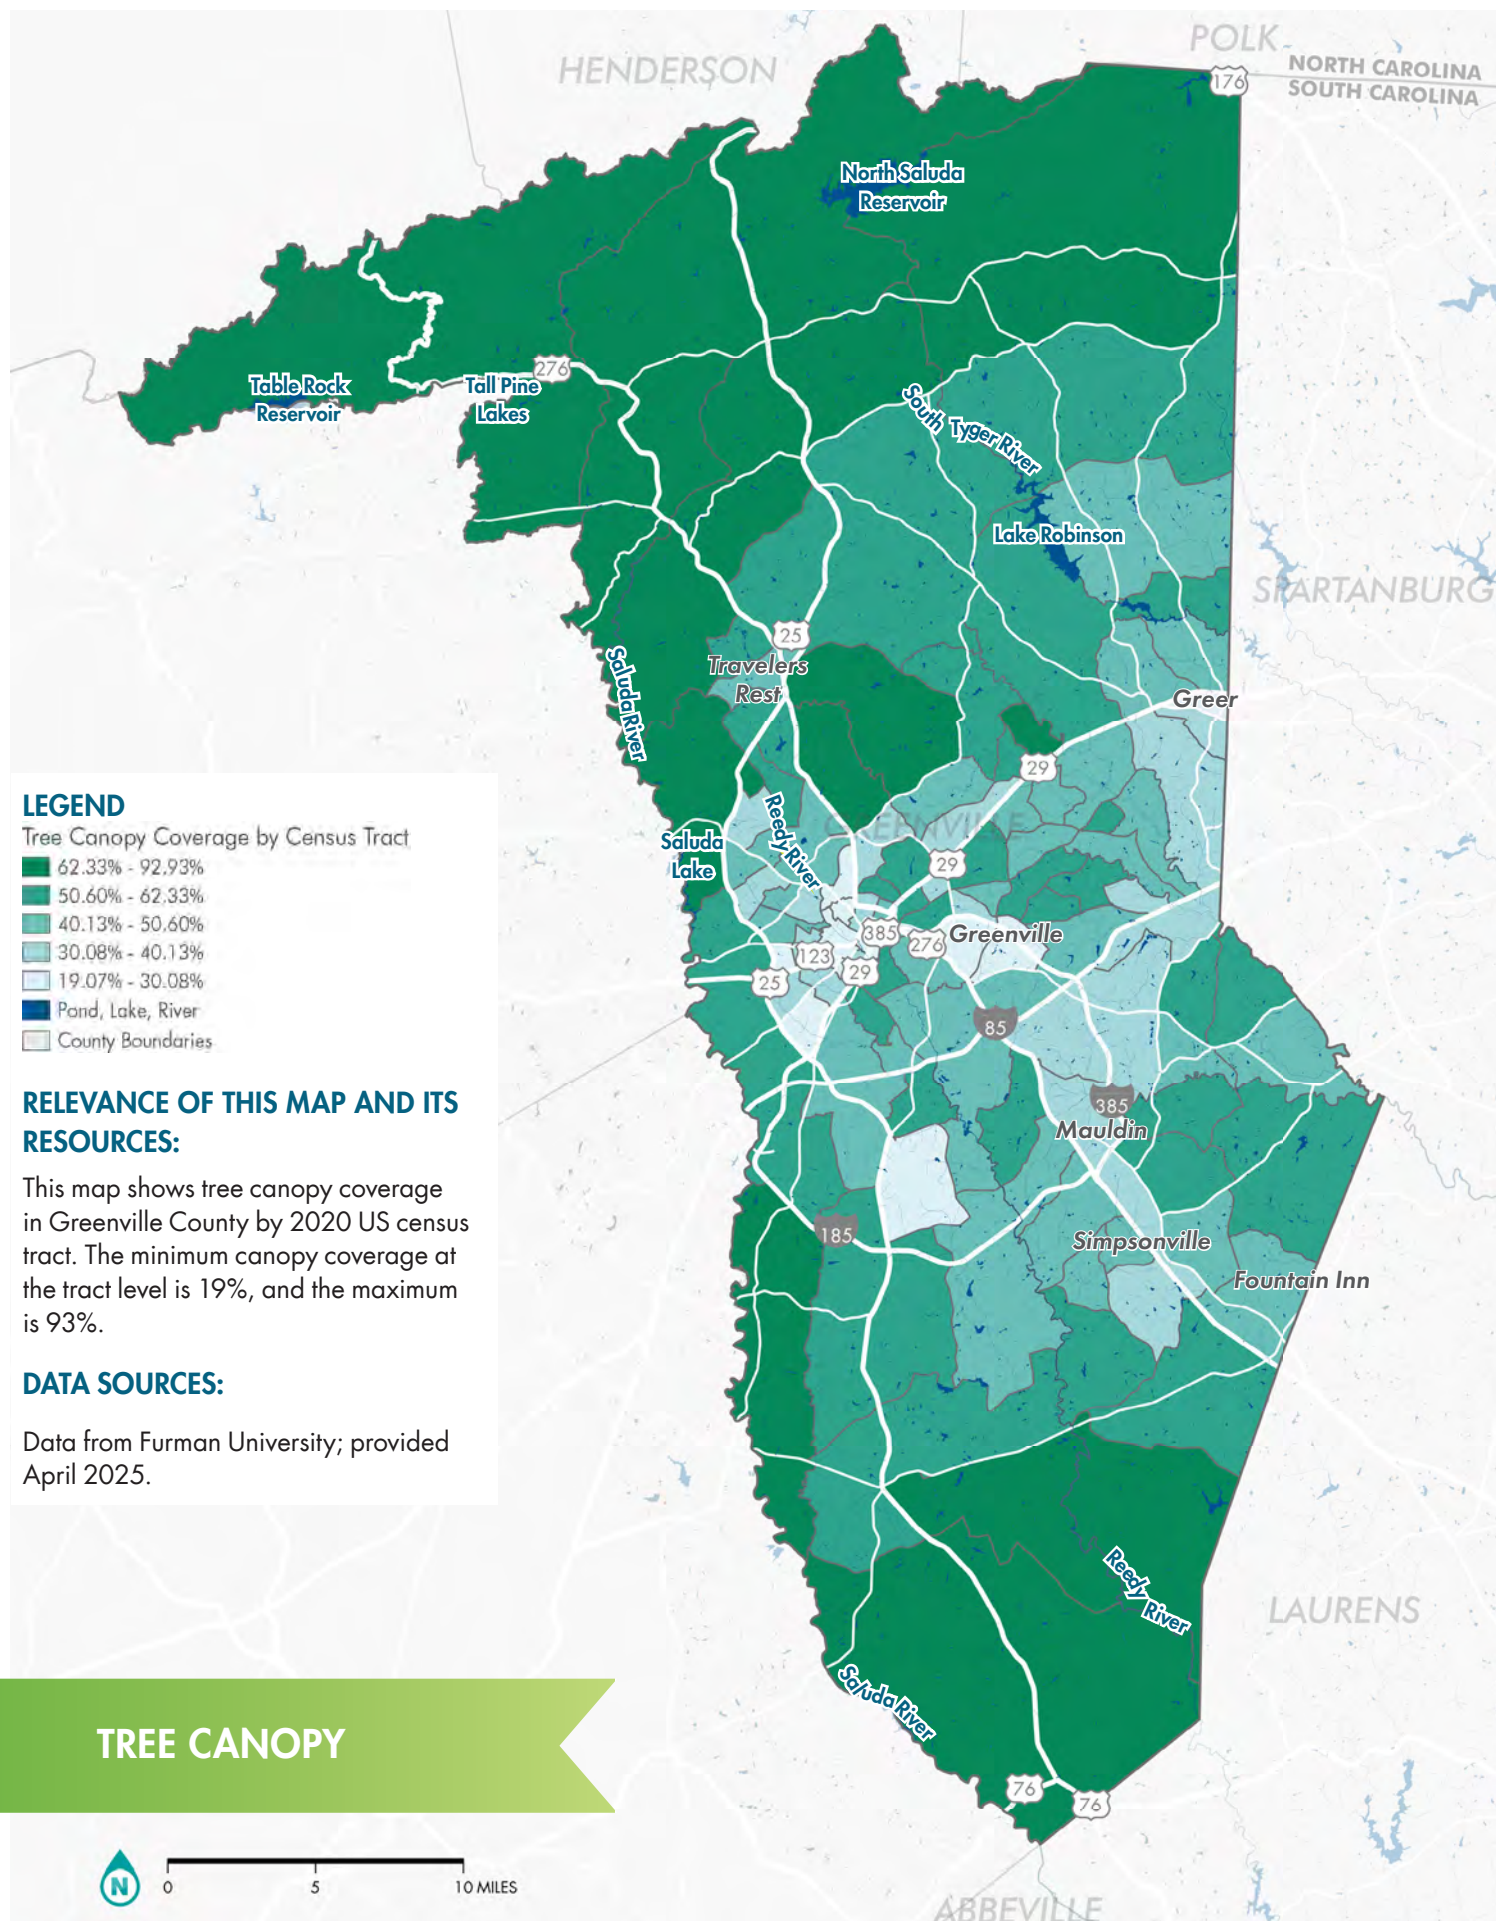 HENDERSON
POLK
NORTH CAROLINA
SOUTH CAROLINA
176
North Saluda
Reservoir
276
Table Rock
Reservoir
Tall Pine
Lakes
South Tyger River
Lake Robinson
SPARTANBURG
25
Travelers
Rest
Saluda River
Greer
29
GREENVILLE
Reedy River
Saluda
Lake
29
385
276
Greenville
123
29
25
85
385
Mauldin
185
Simpsonville
Fountain Inn
Reedy River
LAURENS
Saluda River
76
76
ABBEVILLE
LEGEND
Tree Canopy Coverage by Census Tract
62.33% - 92.93%
50.60% - 62.33%
40.13% - 50.60%
30.08% - 40.13%
19.07% - 30.08%
Pond, Lake, River
County Boundaries
RELEVANCE OF THIS MAP AND ITS
RESOURCES:
This map shows tree canopy coverage
in Greenville County by 2020 US census
tract. The minimum canopy coverage at
the tract level is 19%, and the maximum
is 93%.
DATA SOURCES:
Data from Furman University; provided
April 2025.
TREE CANOPY
N
0 5 10 MILES